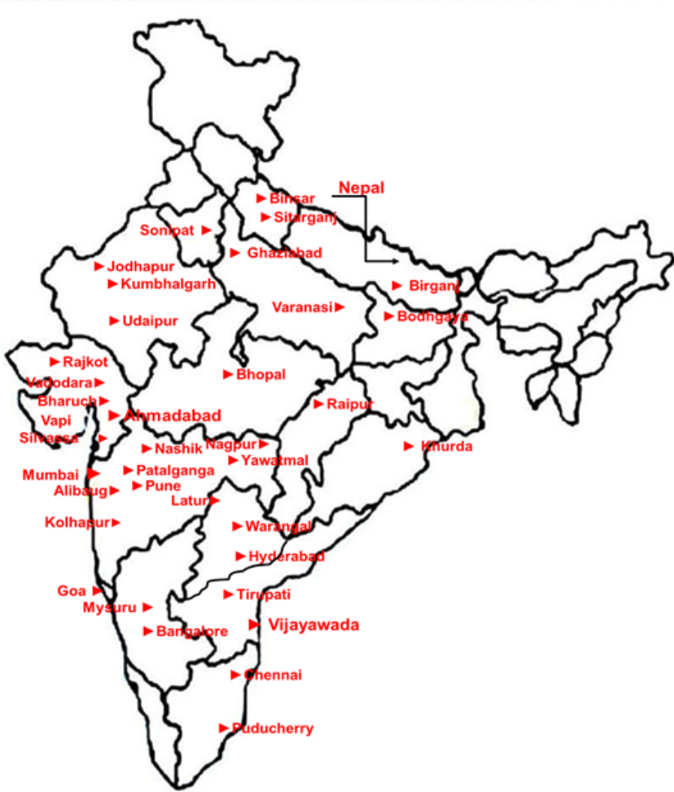 Nepal
Binsar
Sitarganj
Sonipat
Ghaziabad
Jodhapur
Kumbhalgarh
Birganj
Varanasi
Bodhgaya
Udaipur
Rajkot
Bhopal
Vadodara
Bharuch
Raipur
Ahmadabad
Vapi
Silvassa
Nashik
Nagpur
Khurda
Yawatmal
Mumbai
Patalganga
Alibaug
Pune
Latur
Kolhapur
Warangal
Hyderabad
Goa
Tirupati
Mysuru
Vijayawada
Bangalore
Chennai
Puducherry